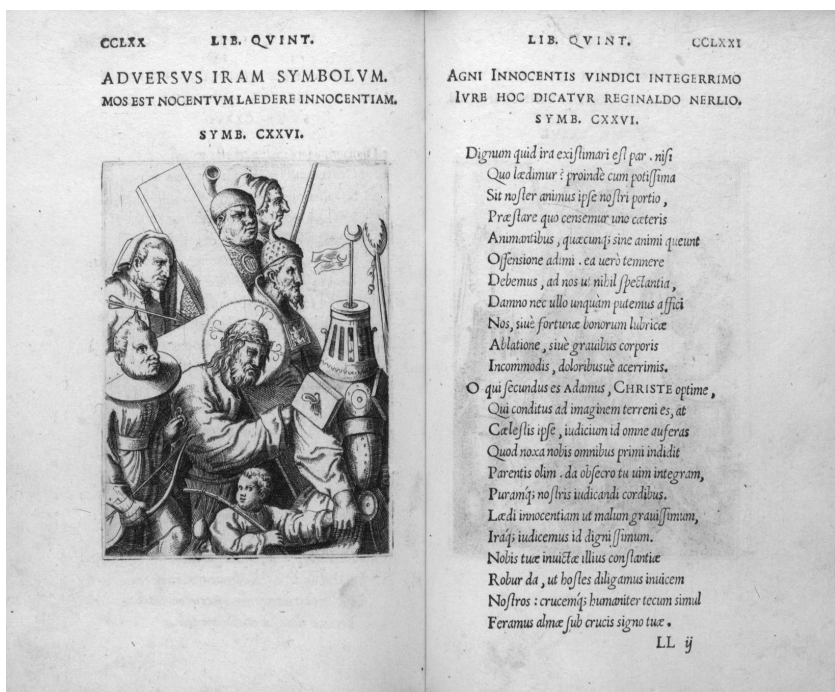 CCLXX LIB. QVINT.
ADVERSVS IRAM SYMBOLVM.
MOS EST NOCENTVM LAEDERE INNOCENTIAM.
SYMB. CXXVI.
LIB. QVINT. CCLXXI
AGNI INNOCENTIS VINDICI INTEGERRIMO
IVRE HOC DICATVR REGINALDO NERLIO.
SYMB. CXXVI.
Dignum quid ira exiſtimari eſt par . niſi
Quo lædimur ? proindè cum potiſſima
Sit noſter animus ipſe noſtri portio ,
Præſtare quo cenſemur uno cæteris
Animantibus , quæcunq; sine animi queunt
Offenſione adimi . ea uerò temnere
Debemus , ad nos ut nihil ſpectantia ,
Damno nec ullo unquàm putemus affici
Nos, siuè fortunæ bonorum lubricæ
Ablatione , siuè grauibus corporis
Incommodis , doloribusuè acerrimis.
O qui ſecundus es Adamus , CHRISTE optime ,
Qui conditus ad imaginem terreni es, at
Cæleſtis ipſe , iudicium id omne auferas
Quod noxa nobis omnibus primi indidit
Parentis olim . da obſecro tu uim integram,
Puramq́; noſtris iudicandi cordibus.
Lædi innocentiam ut malum grauiſſimum,
Iraq́; iudicemus id digniſſimum.
Nobis tuæ inuictæ illius conſtantiæ
Robur da , ut hoſtes diligamus inuicem
Noſtros : crucemq́; humaniter tecum simul
Feramus almæ ſub crucis signo tuæ .
LL ij